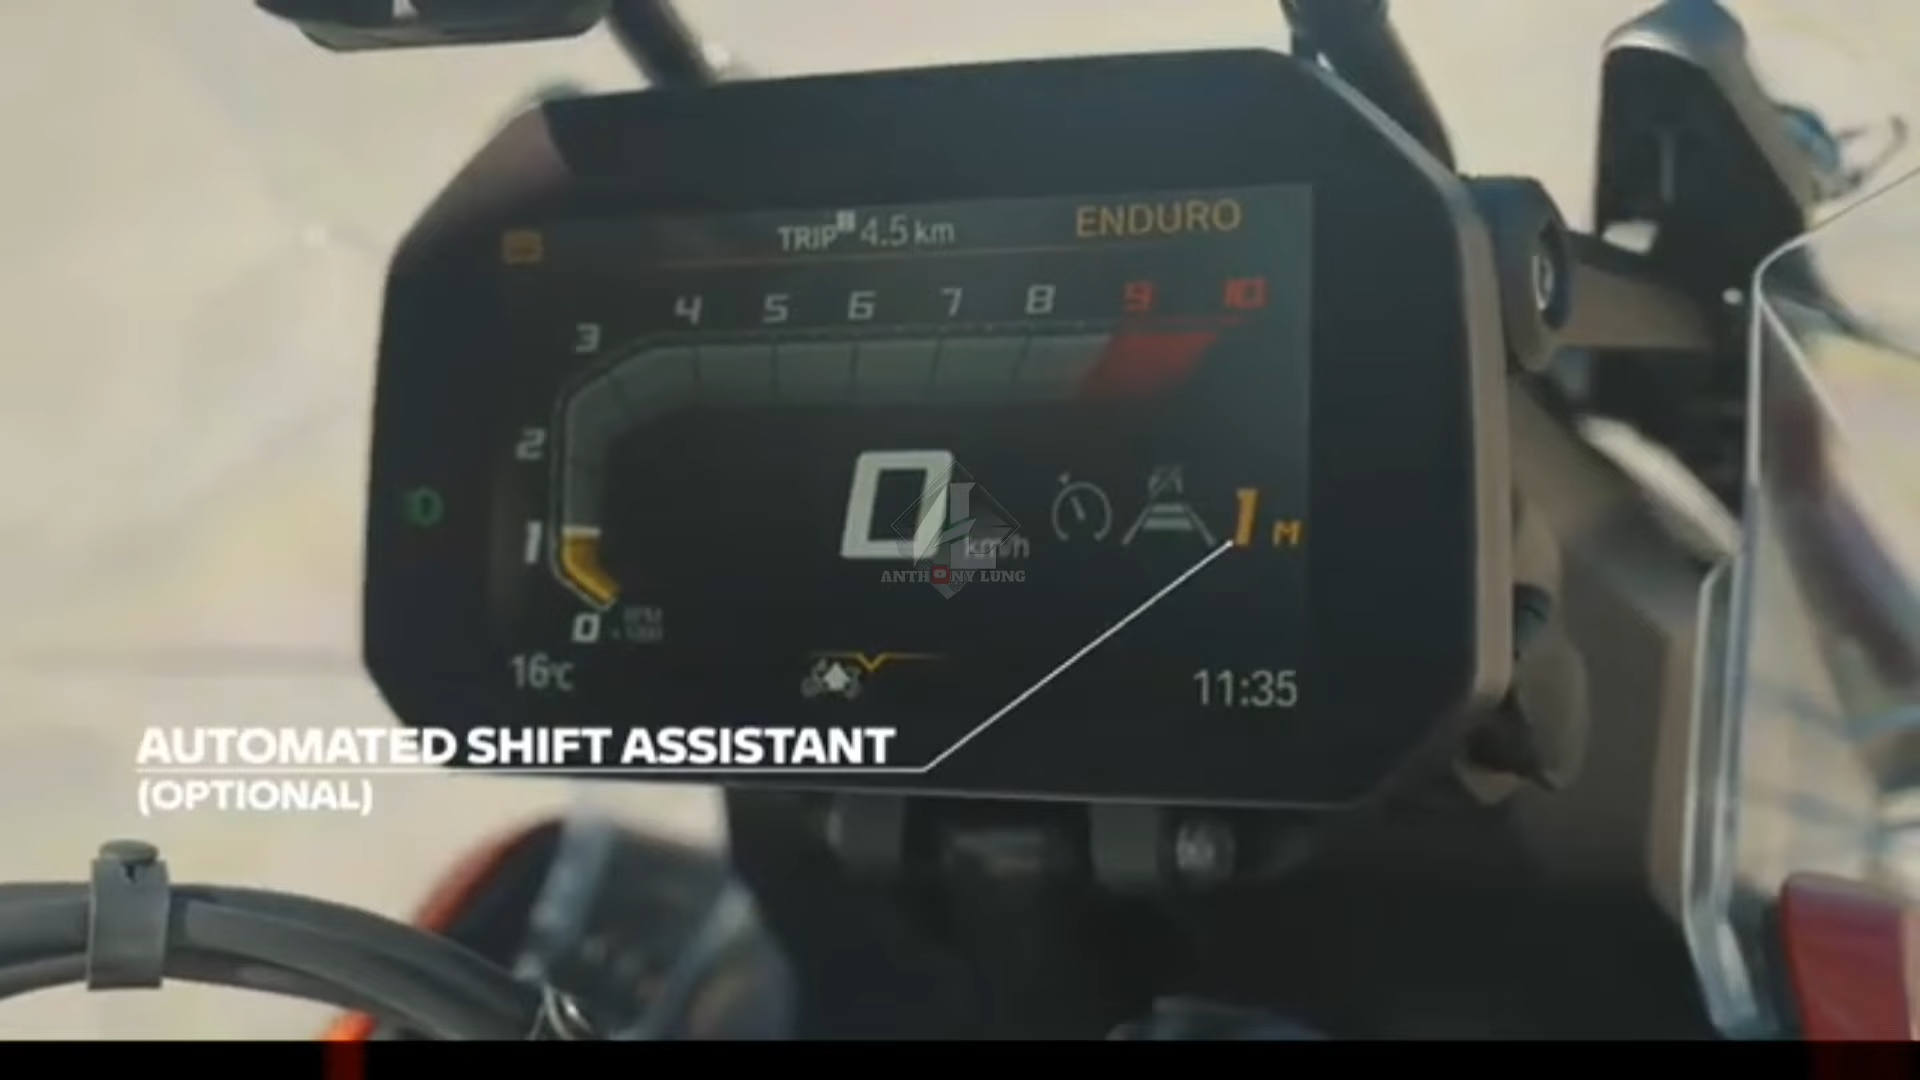 TRIP 4.5 km
ENDURO
3 4 5 6 7 8 9 10
2
1
0
0
km/h
1 M
ANTHONY LUNG
16°C
11:35
AUTOMATED SHIFT ASSISTANT
(OPTIONAL)